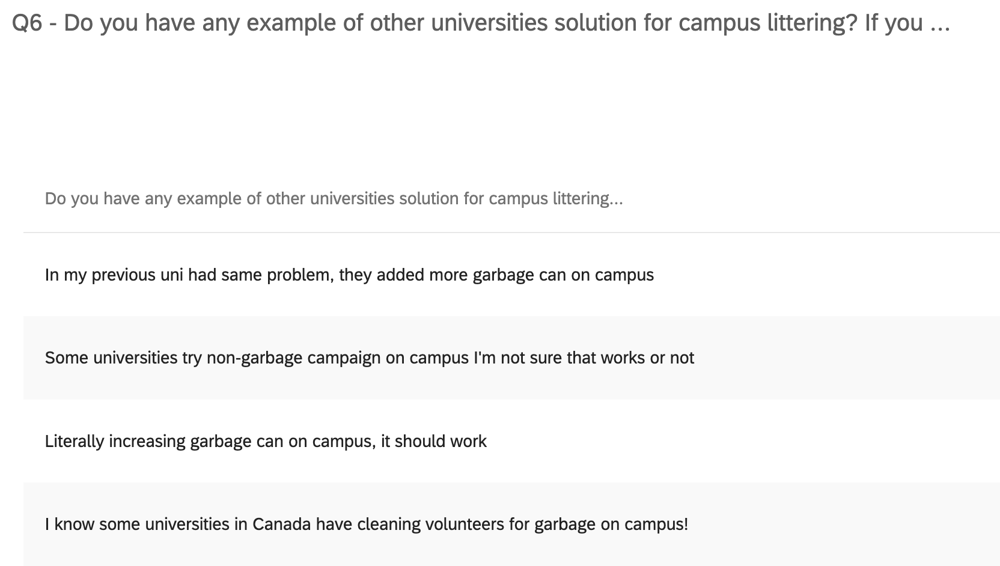 Q6 - Do you have any example of other universities solution for campus littering? If you ...
Do you have any example of other universities solution for campus littering...
In my previous uni had same problem, they added more garbage can on campus
Some universities try non-garbage campaign on campus I'm not sure that works or not
Literally increasing garbage can on campus, it should work
I know some universities in Canada have cleaning volunteers for garbage on campus!